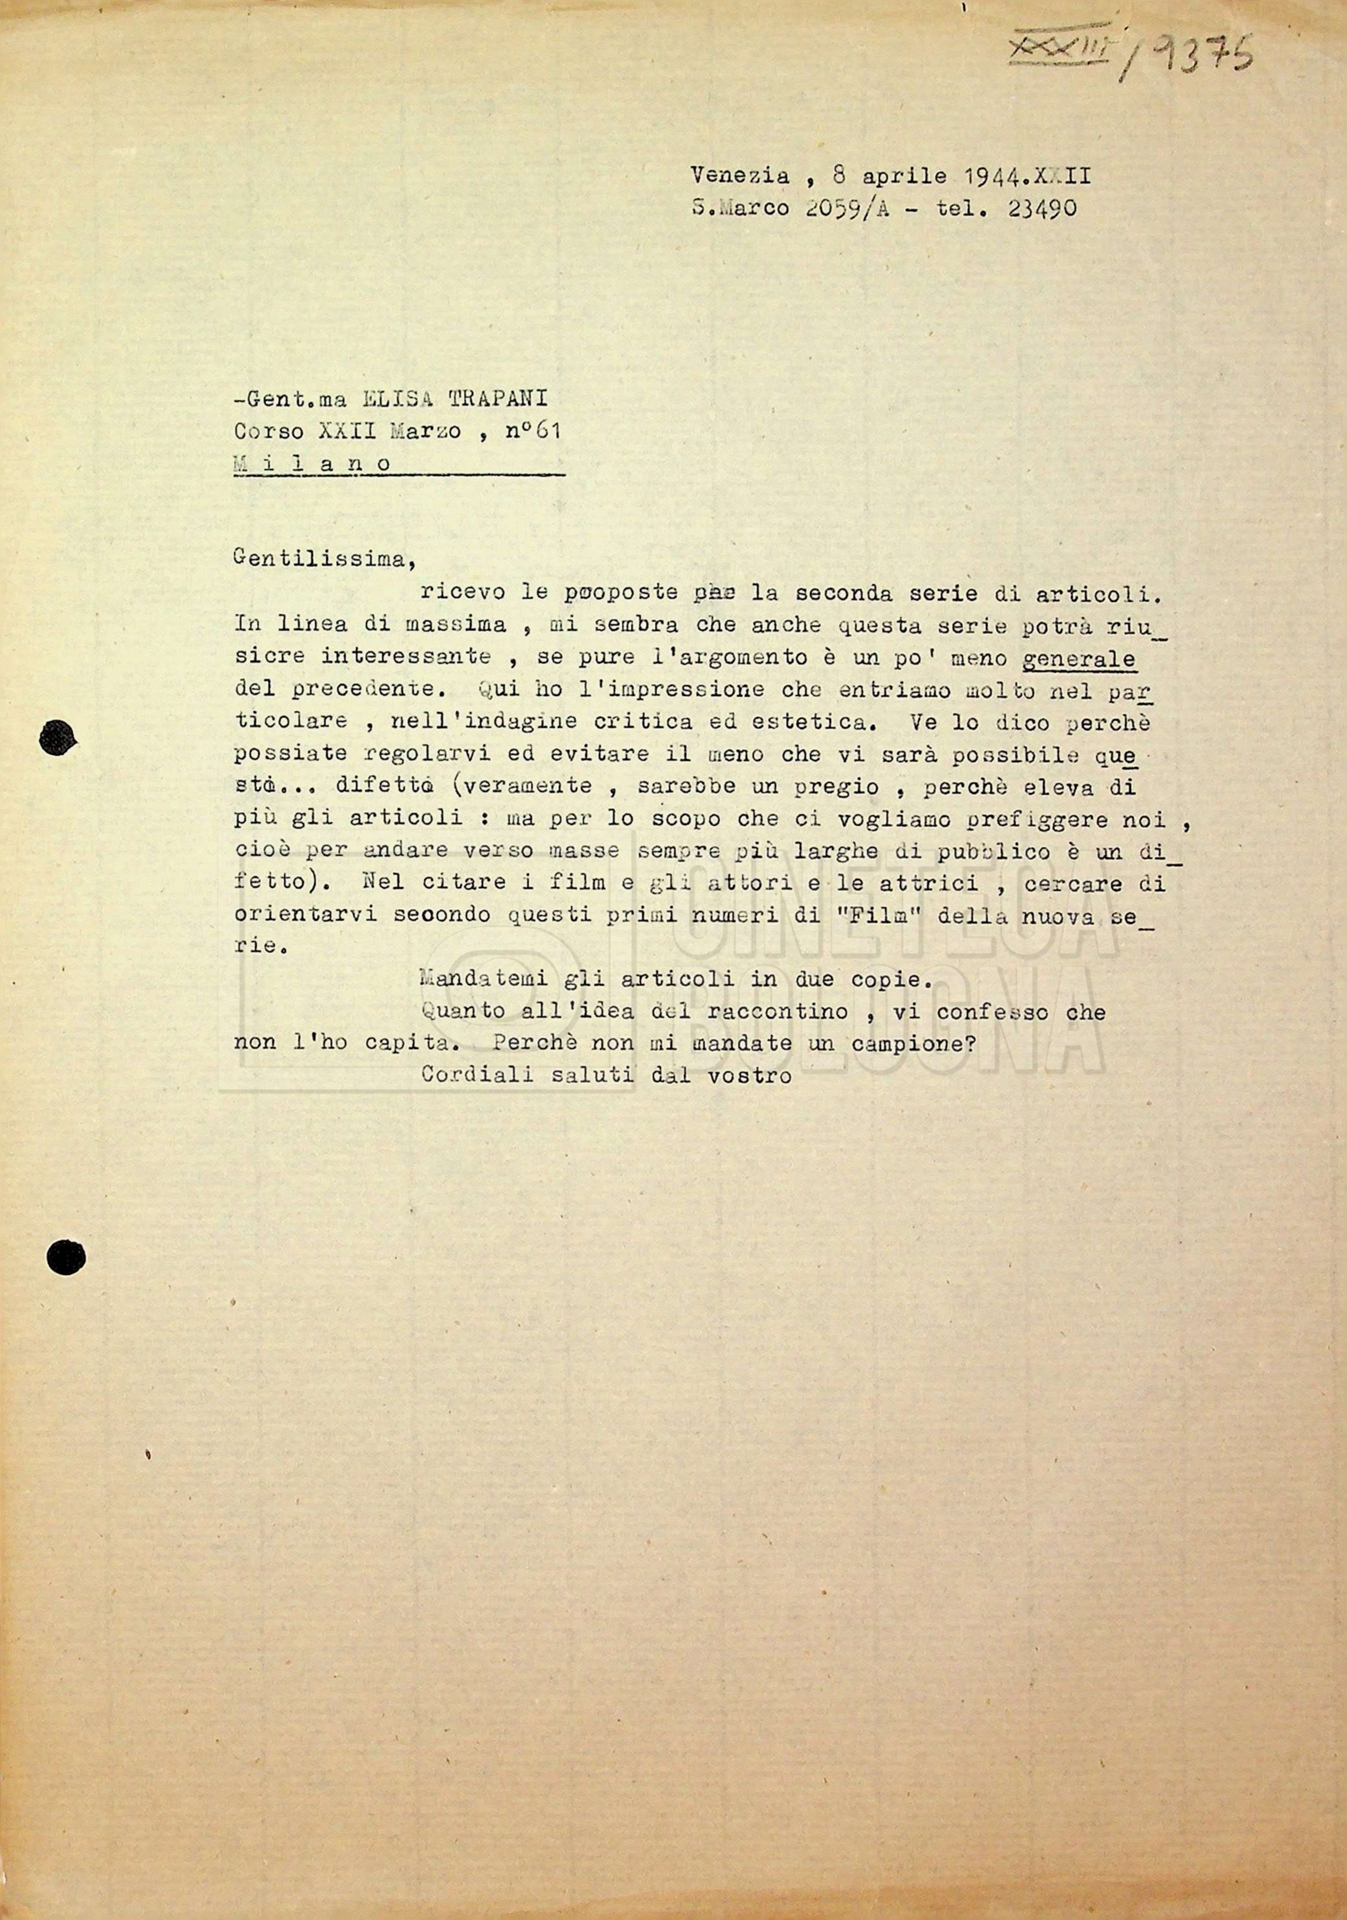 XXXIII / 9375
Venezia , 8 aprile 1944.XXII
S.Marco 2059/A - tel. 23490
-Gent.ma ELISA TRAPANI
Corso XXII Marzo , n°61
M i l a n o
Gentilissima,
ricevo le pooposte pae la seconda serie di articoli.
In linea di massima , mi sembra che anche questa serie potrà riu_
sicre interessante , se pure l'argomento è un po' meno generale
del precedente. Qui ho l'impressione che entriamo molto nel par
ticolare , nell'indagine critica ed estetica. Ve lo dico perchè
possiate regolarvi ed evitare il meno che vi sarà possibile que
sto... difetto (veramente , sarebbe un pregio , perchè eleva di
più gli articoli : ma per lo scopo che ci vogliamo prefiggere noi ,
cioè per andare verso masse sempre più larghe di pubblico è un di_
fetto). Nel citare i film e gli attori e le attrici , cercare di
orientarvi secondo questi primi numeri di "Film" della nuova se_
rie.
Mandatemi gli articoli in due copie.
Quanto all'idea del raccontino , vi confesso che
non l'ho capita. Perchè non mi mandate un campione?
Cordiali saluti dal vostro
CINETECA
BOLOGNA